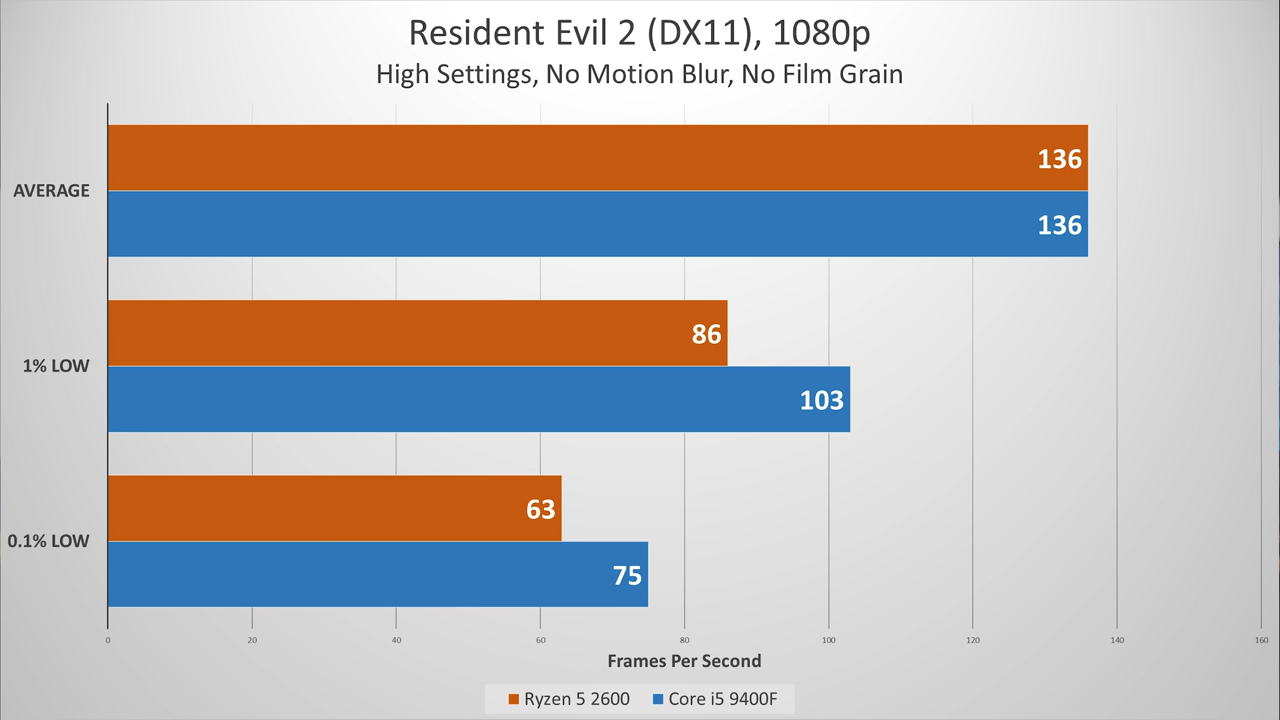 Resident Evil 2 (DX11), 1080p
High Settings, No Motion Blur, No Film Grain
AVERAGE
136
136
1% LOW
86
103
0.1% LOW
63
75
0 20 40 60 80 100 120 140 160
Frames Per Second
Ryzen 5 2600 Core i5 9400F